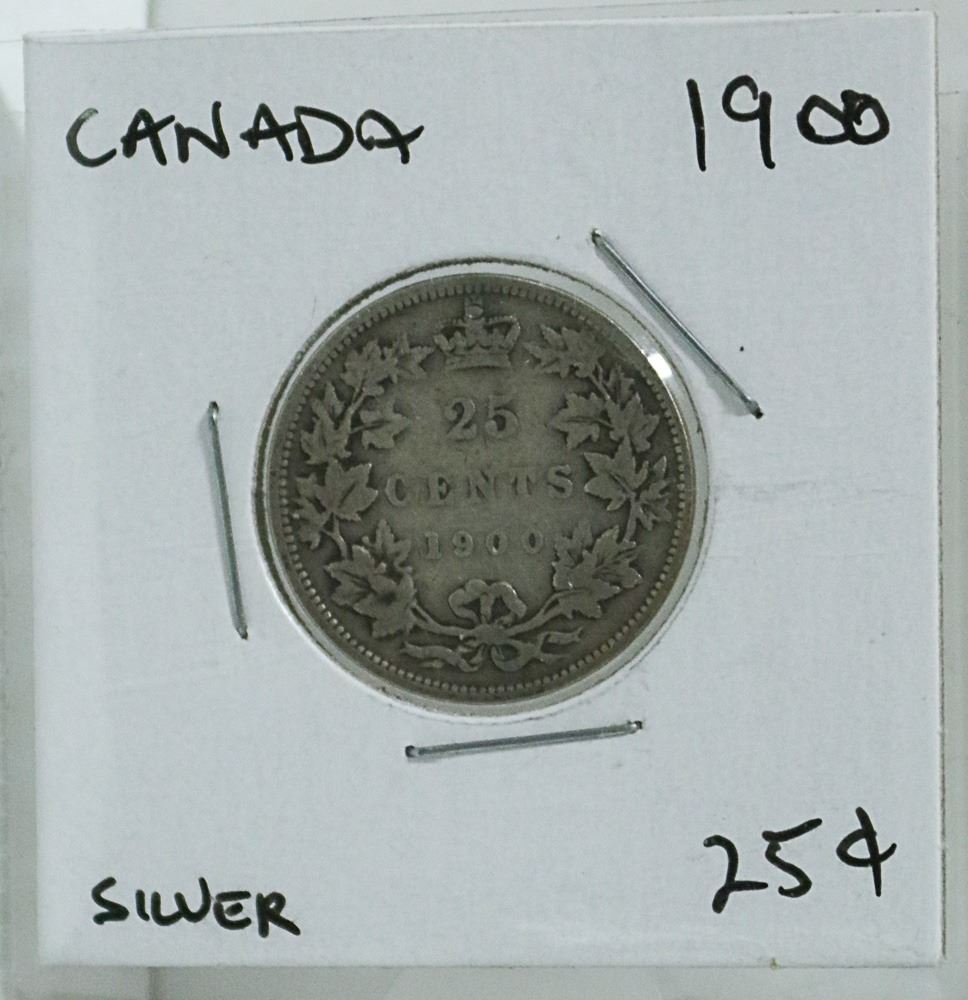 CANADA 1900
25
CENTS
1900
25¢
SILVER